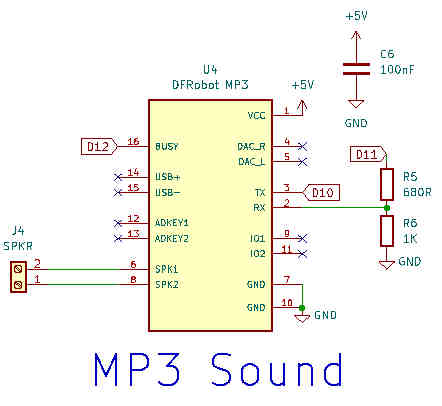 +5V
C6
100nF
GND
U4
DFRobot MP3
+5V
VCC 1
D12 16 BUSY
DAC_R 4
DAC_L 5
D11
14 USB+
15 USB-
TX 3 D10
RX 2
R5
680R
12 ADKEY1
13 ADKEY2
IO1 9
IO2 11
R6
1K
GND
J4
SPKR
2 6 SPK1
1 8 SPK2
GND 7
GND 10
GND
MP3 Sound